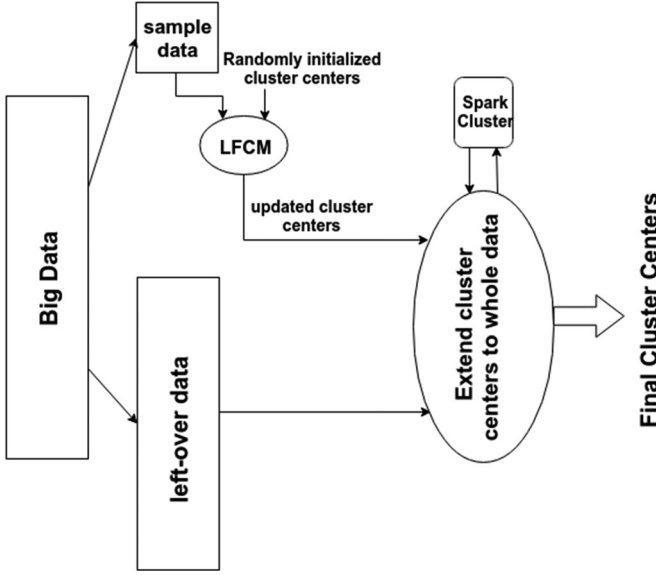 sample
data
Randomly initialized
cluster centers
LFCM
Spark
Cluster
updated cluster
centers
Big Data
left-over data
Extend cluster
centers to whole data
Final Cluster Centers